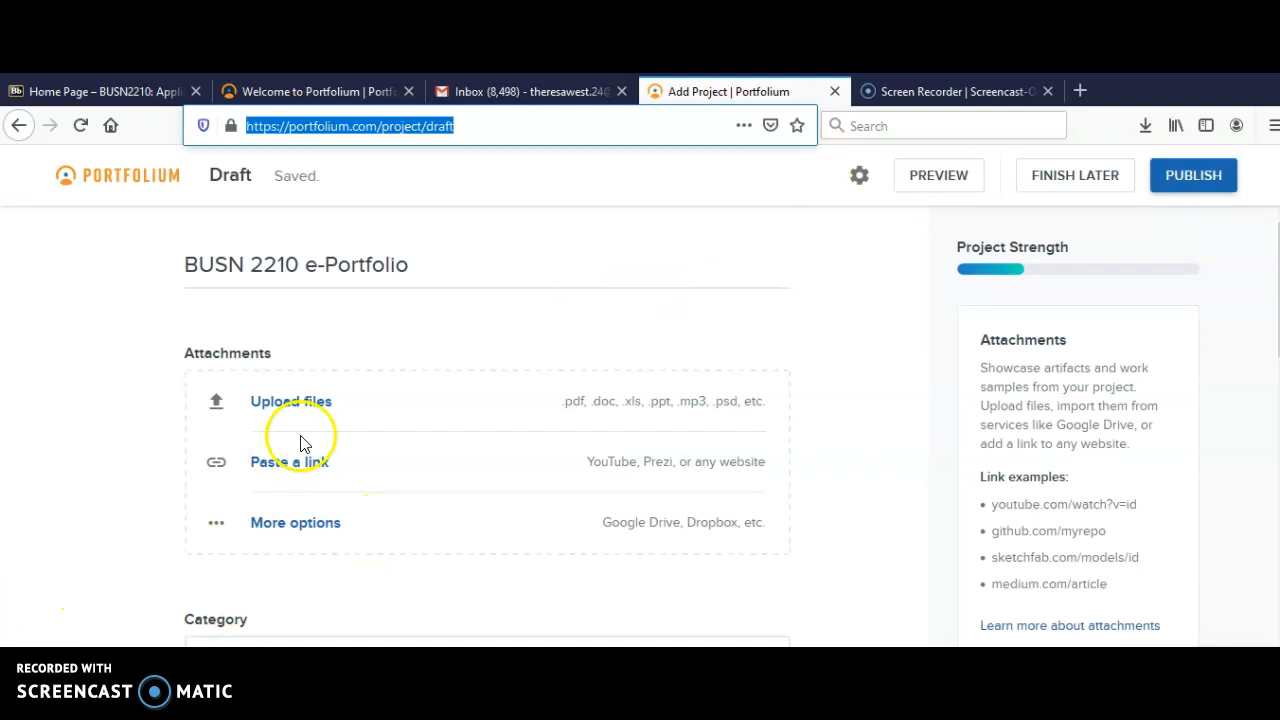 Home Page – BUSN2210: Appli
Welcome to Portfolium | Portfo
Inbox (8,498) - theresawest.24@
Add Project | Portfolium
Screen Recorder | Screencast-O
https://portfolium.com/project/draft
Search
PORTFOLIUM
Draft
Saved.
PREVIEW
FINISH LATER
PUBLISH
BUSN 2210 e-Portfolio
Project Strength
Attachments
Upload files
.pdf, .doc, .xls, .ppt, .mp3, .psd, etc.
Paste a link
YouTube, Prezi, or any website
More options
Google Drive, Dropbox, etc.
Category
Attachments
Showcase artifacts and work
samples from your project.
Upload files, import them from
services like Google Drive, or
add a link to any website.
Link examples:
• youtube.com/watch?v=id
• github.com/myrepo
• sketchfab.com/models/id
• medium.com/article
Learn more about attachments
RECORDED WITH
SCREENCAST MATIC